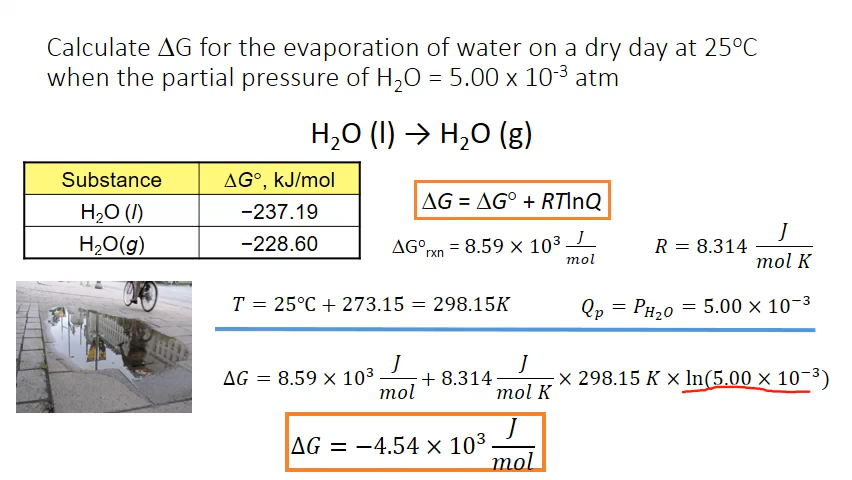 Calculate ΔG for the evaporation of water on a dry day at 25°C
when the partial pressure of H₂O = 5.00 x 10⁻³ atm
H₂O (l) → H₂O (g)
Substance ΔG°, kJ/mol
H₂O (l) −237.19
H₂O(g) −228.60
ΔG = ΔG° + RTlnQ
ΔG°rxn = 8.59 × 10³ J/mol R = 8.314 J/mol K
T = 25°C + 273.15 = 298.15K Qₚ = P_H₂O = 5.00 × 10⁻³
ΔG = 8.59 × 10³ J/mol + 8.314 J/mol K × 298.15 K × ln(5.00 × 10⁻³)
ΔG = −4.54 × 10³ J/mol